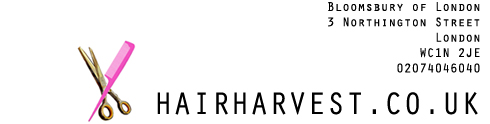 Bloomsbury of London
3 Northington Street
London
WC1N 2JE
02074046040
HAIRHARVEST.CO.UK